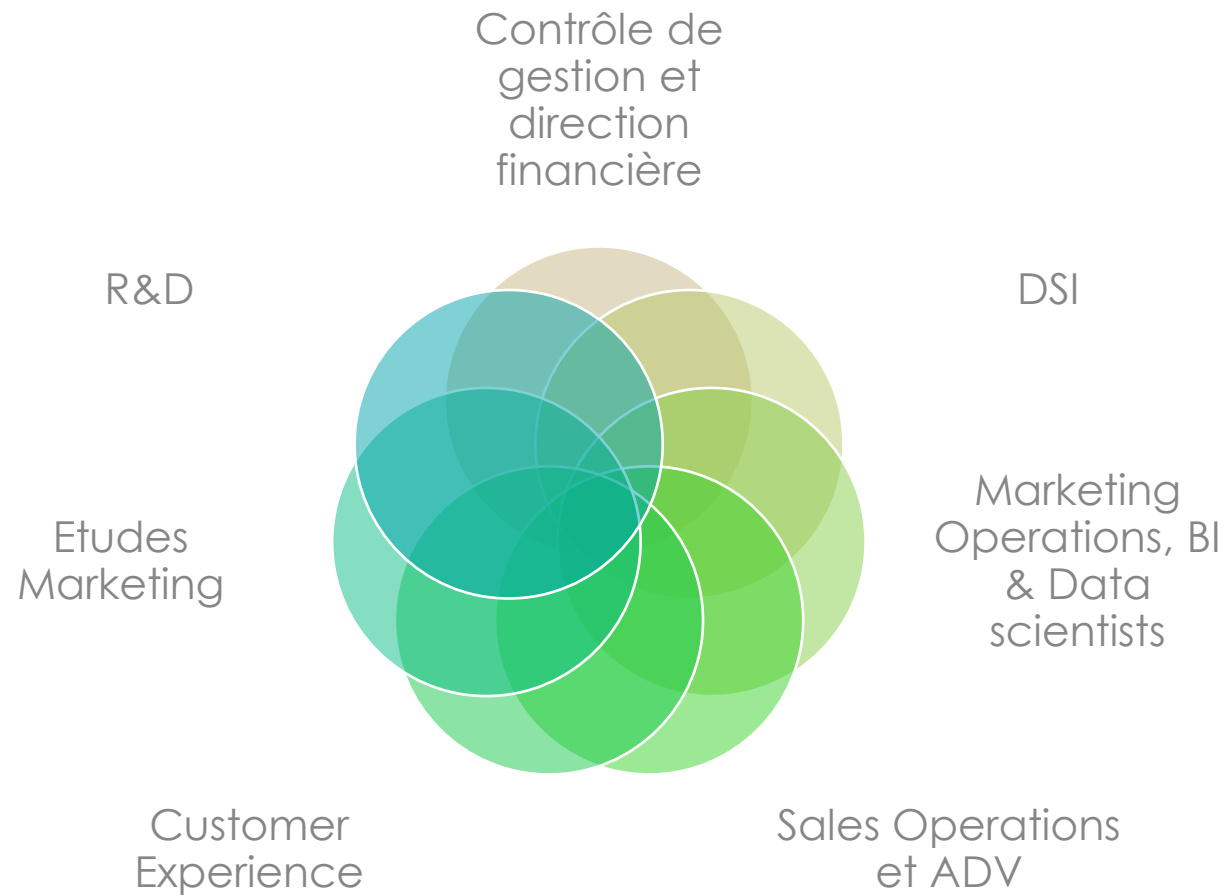 Contrôle de
gestion et
direction
financière
R&D
DSI
Etudes
Marketing
Marketing
Operations, BI
& Data
scientists
Customer
Experience
Sales Operations
et ADV